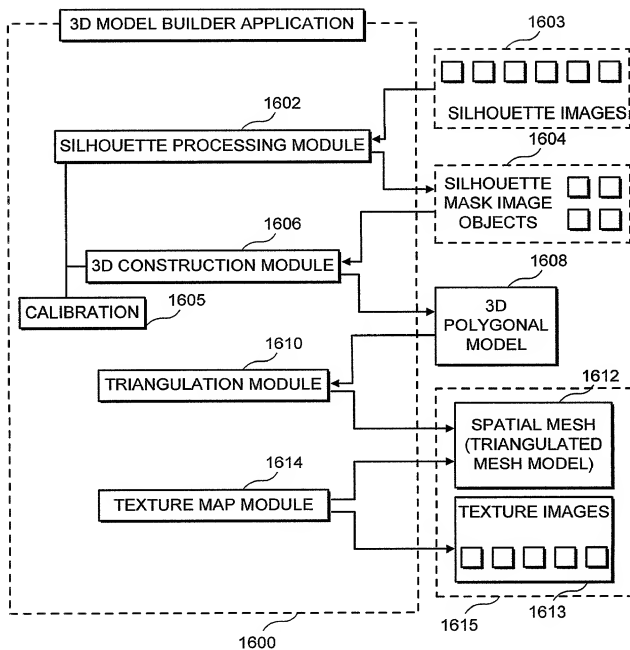 3D MODEL BUILDER APPLICATION
1603
SILHOUETTE IMAGES
1602
SILHOUETTE PROCESSING MODULE
1604
SILHOUETTE
MASK IMAGE
OBJECTS
1606
3D CONSTRUCTION MODULE
1608
3D
POLYGONAL
MODEL
CALIBRATION
1605
1610
TRIANGULATION MODULE
1612
SPATIAL MESH
(TRIANGULATED
MESH MODEL)
1614
TEXTURE MAP MODULE
TEXTURE IMAGES
1600
1615
1613